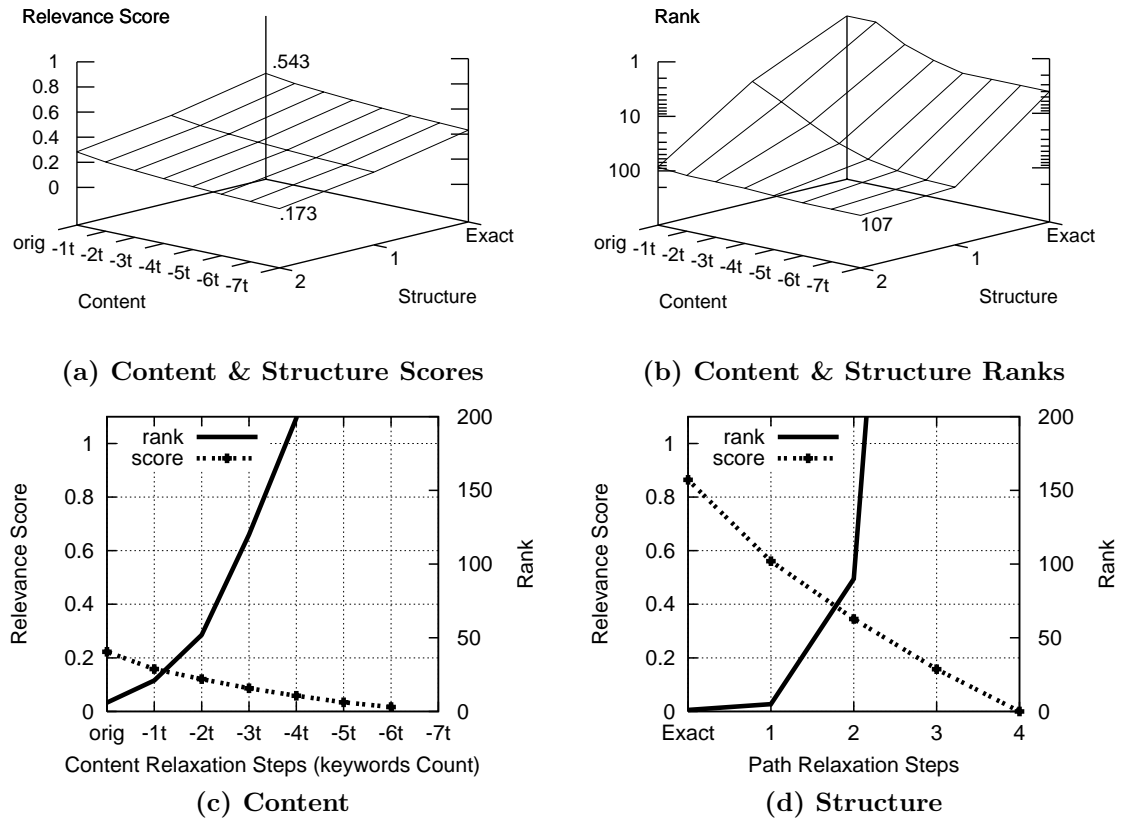 Relevance Score
1
0.8
0.6
0.4
0.2
0
.543
.173
orig
-1t
-2t
-3t
-4t
-5t
-6t
-7t
2
1
Exact
Content
Structure
(a) Content & Structure Scores
Rank
1
10
100
107
orig
-1t
-2t
-3t
-4t
-5t
-6t
-7t
2
1
Exact
Content
Structure
(b) Content & Structure Ranks
Relevance Score
1
0.8
0.6
0.4
0.2
0
rank
score
200
150
100
50
0
Rank
orig -1t -2t -3t -4t -5t -6t -7t
Content Relaxation Steps (keywords Count)
(c) Content
Relevance Score
1
0.8
0.6
0.4
0.2
0
rank
score
200
150
100
50
0
Rank
Exact 1 2 3 4
Path Relaxation Steps
(d) Structure